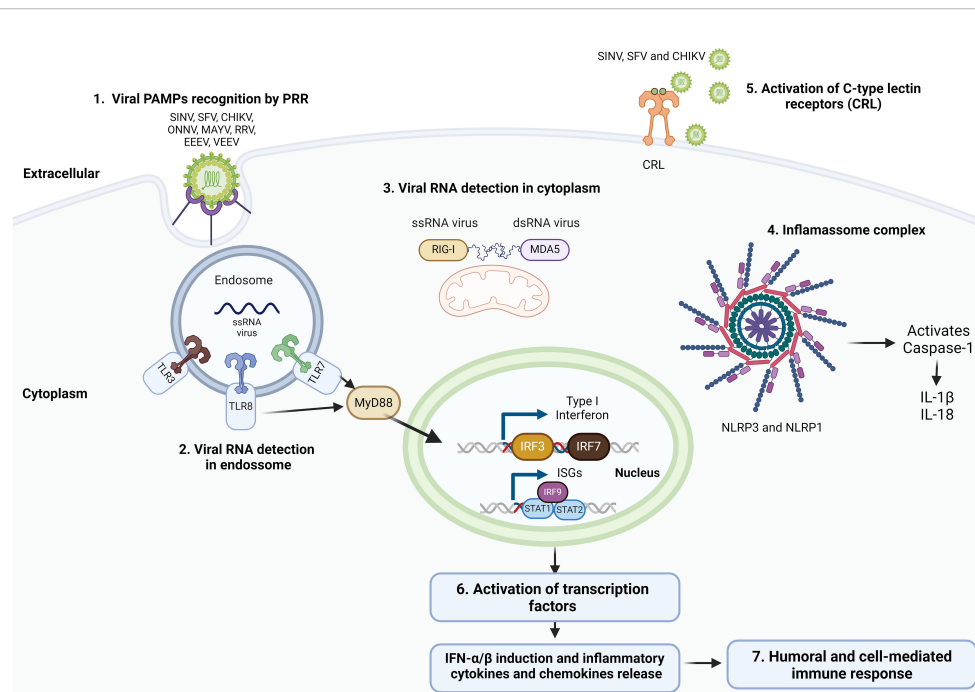 SINV, SFV and CHIKV
1. Viral PAMPs recognition by PRR
SINV, SFV, CHIKV,
ONNV, MAYV, RRV,
EEEV, VEEV
5. Activation of C-type lectin
receptors (CRL)
CRL
Extracellular
3. Viral RNA detection in cytoplasm
ssRNA virus
dsRNA virus
RIG-I
MDA5
4. Inflamassome complex
Endosome
ssRNA
virus
TLR3
TLR8
TLR7
Activates
Caspase-1
IL-1β
IL-18
NLRP3 and NLRP1
Cytoplasm
MyD88
2. Viral RNA detection
in endossome
Type I
Interferon
IRF3
IRF7
ISGs
Nucleus
IRF9
STAT1
STAT2
6. Activation of transcription
factors
IFN-α/β induction and inflammatory
cytokines and chemokines release
7. Humoral and cell-mediated
immune response